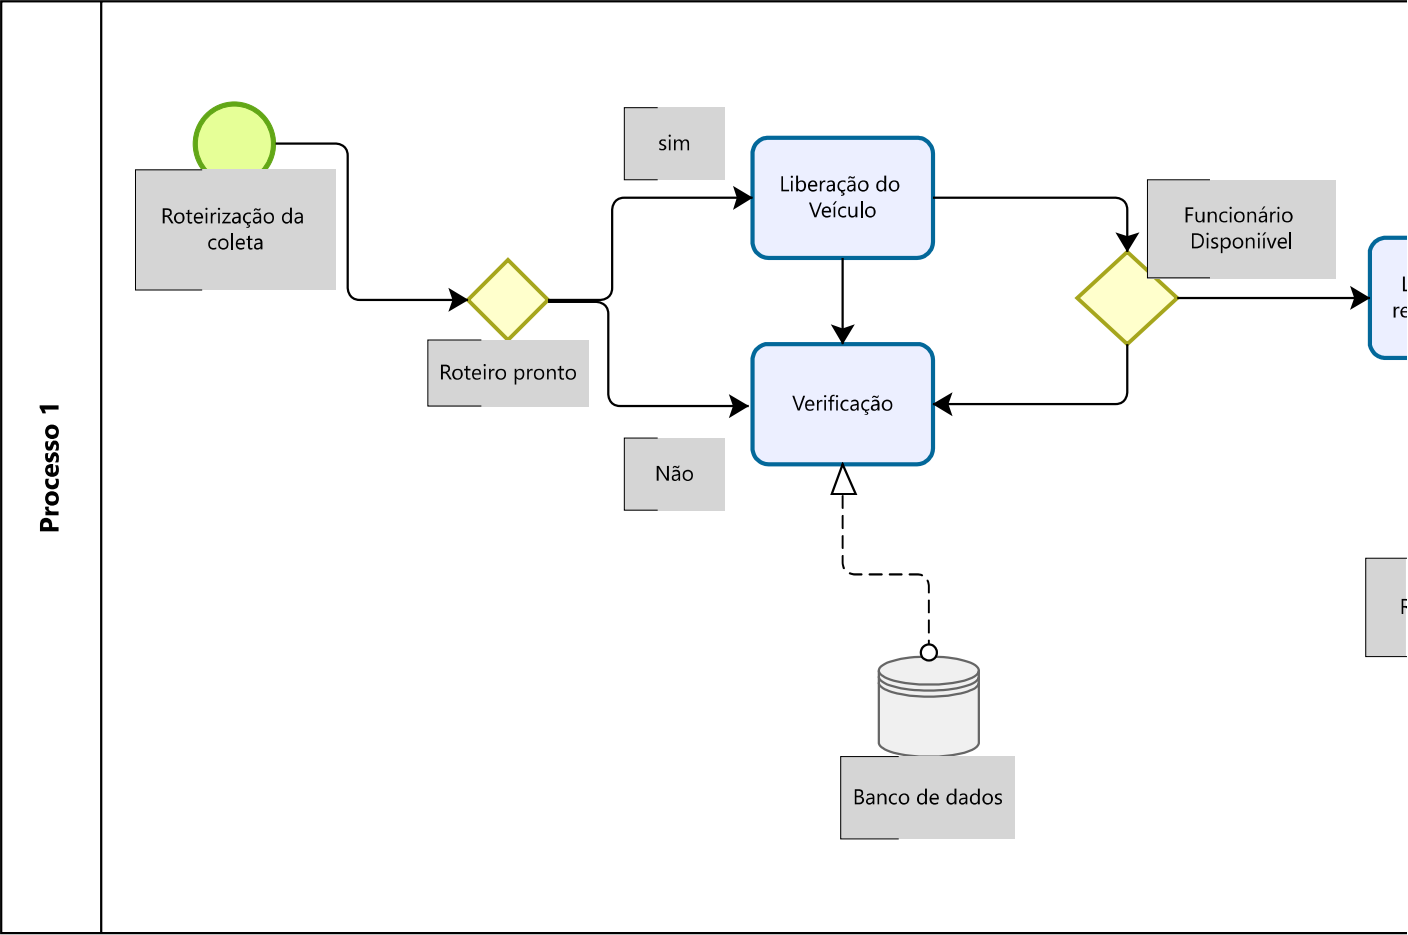 Processo 1
Roteirização da
coleta
Roteiro pronto
sim
Não
Liberação do
Veículo
Verificação
Banco de dados
Funcionário
Disponiível